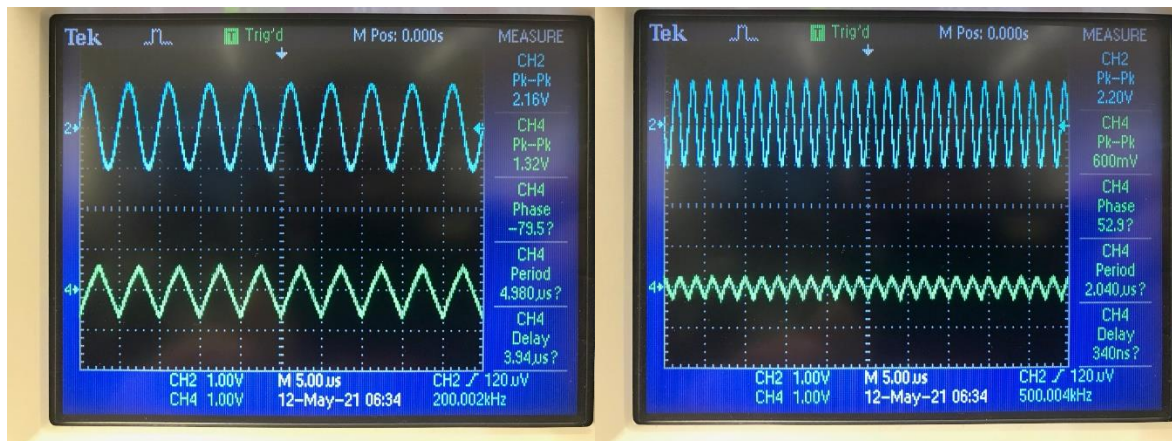 Tek Trig'd M Pos: 0.000s MEASURE
CH2
Pk-Pk
2.16V
CH4
Pk-Pk
1.32V
CH4
Phase
-79.5?
CH4
Period
4.980µs?
CH4
Delay
3.94µs?
2
4
CH2 1.00V M 5.00µs CH2 120µV
CH4 1.00V 12-May-21 06:34 200.002kHz
Tek Trig'd M Pos: 0.000s MEASURE
CH2
Pk-Pk
2.20V
CH4
Pk-Pk
600mV
CH4
Phase
52.9?
CH4
Period
2.040µs?
CH4
Delay
340ns?
2
4
CH2 1.00V M 5.00µs CH2 120µV
CH4 1.00V 12-May-21 06:34 500.004kHz